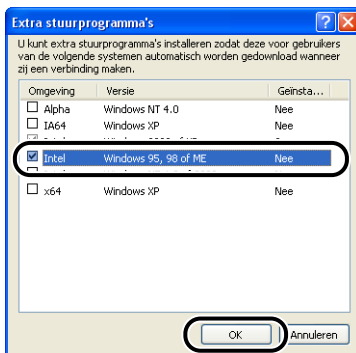 Extra stuurprogramma's
U kunt extra stuurprogramma's installeren zodat deze voor gebruikers
van de volgende systemen automatisch worden gedownload wanneer
zij een verbinding maken.
Omgeving Versie Geïnsta...
Alpha Windows NT 4.0 Nee
IA64 Windows XP Nee
Intel Windows 95, 98 of ME Nee
x64 Windows XP Nee
OK Annuleren